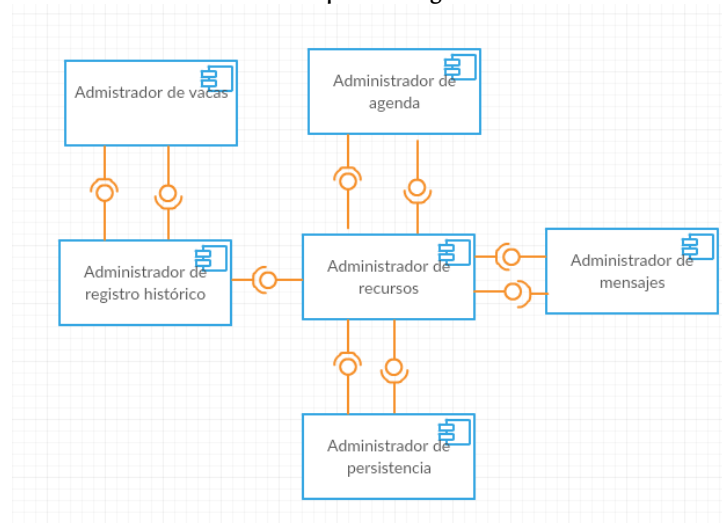 Admistrador de vacas
Administrador de
agenda
Administrador de
registro histórico
Administrador de
recursos
Administrador de
mensajes
Administrador de
persistencia